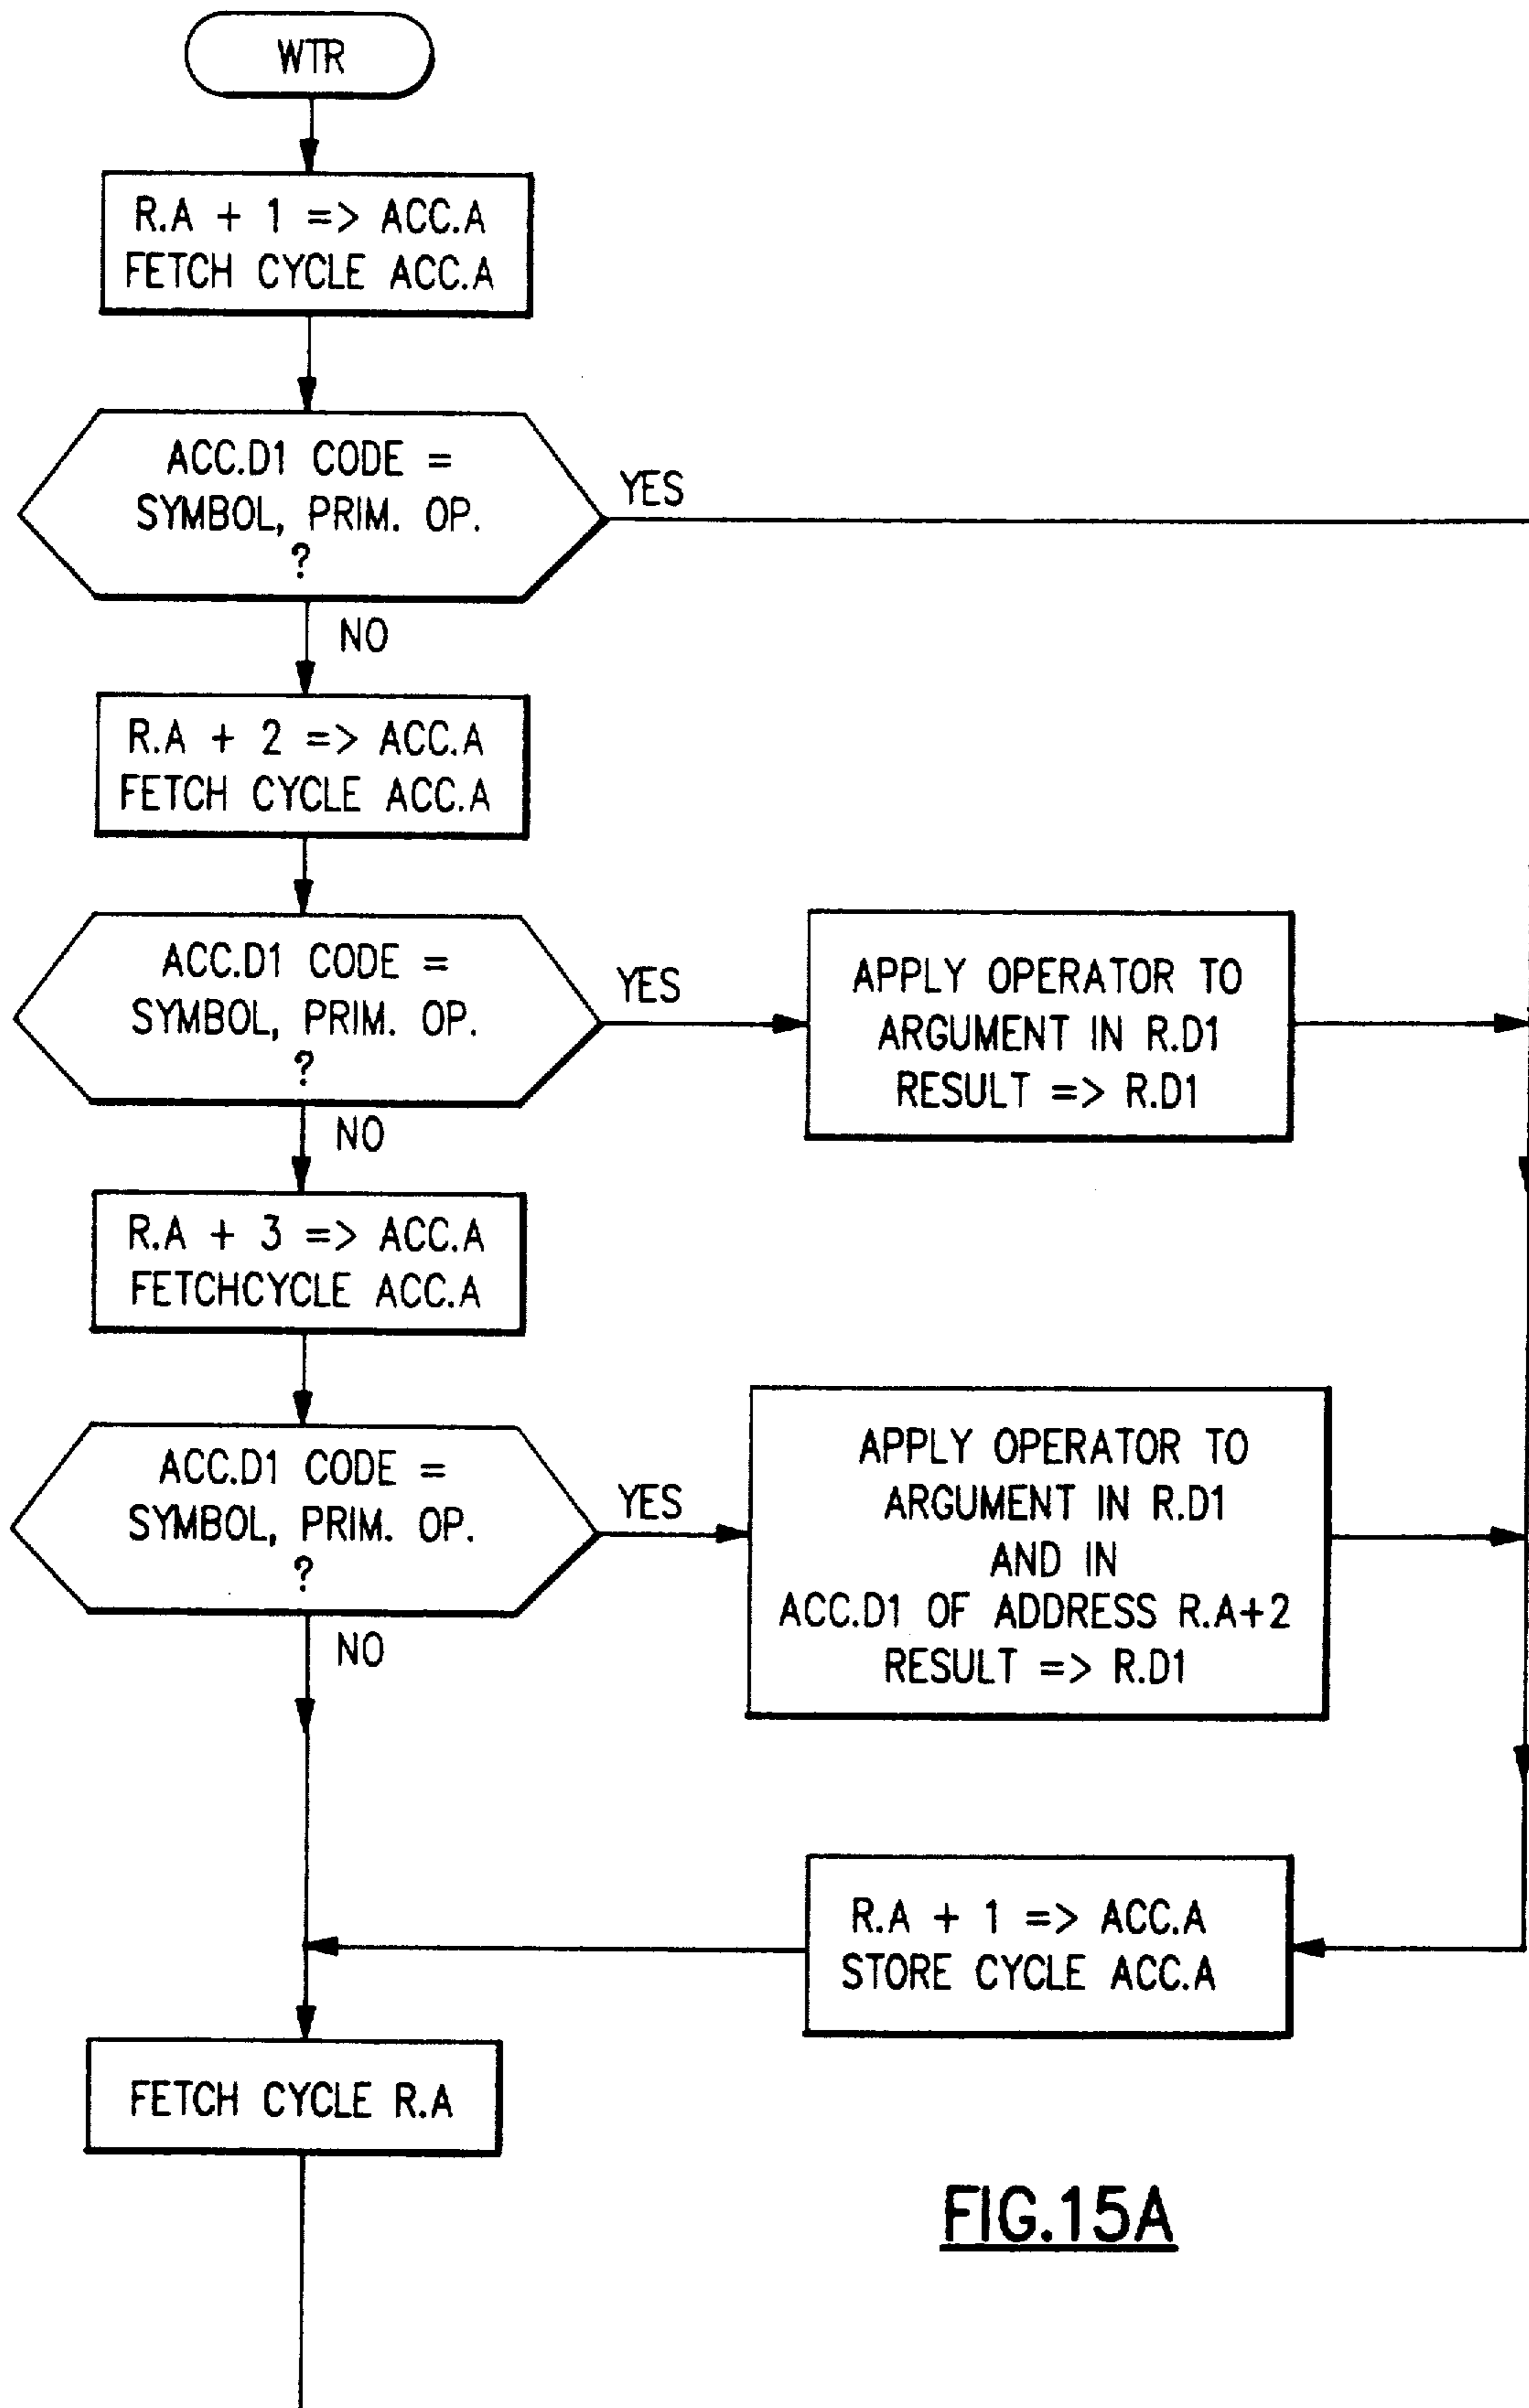 WTR
R.A + 1 => ACC.A
FETCH CYCLE ACC.A
ACC.D1 CODE =
SYMBOL, PRIM. OP.
?
YES
NO
R.A + 2 => ACC.A
FETCH CYCLE ACC.A
ACC.D1 CODE =
SYMBOL, PRIM. OP.
?
YES
APPLY OPERATOR TO
ARGUMENT IN R.D1
RESULT => R.D1
NO
R.A + 3 => ACC.A
FETCHCYCLE ACC.A
ACC.D1 CODE =
SYMBOL, PRIM. OP.
?
YES
APPLY OPERATOR TO
ARGUMENT IN R.D1
AND IN
ACC.D1 OF ADDRESS R.A+2
RESULT => R.D1
NO
R.A + 1 => ACC.A
STORE CYCLE ACC.A
FETCH CYCLE R.A
FIG.15A